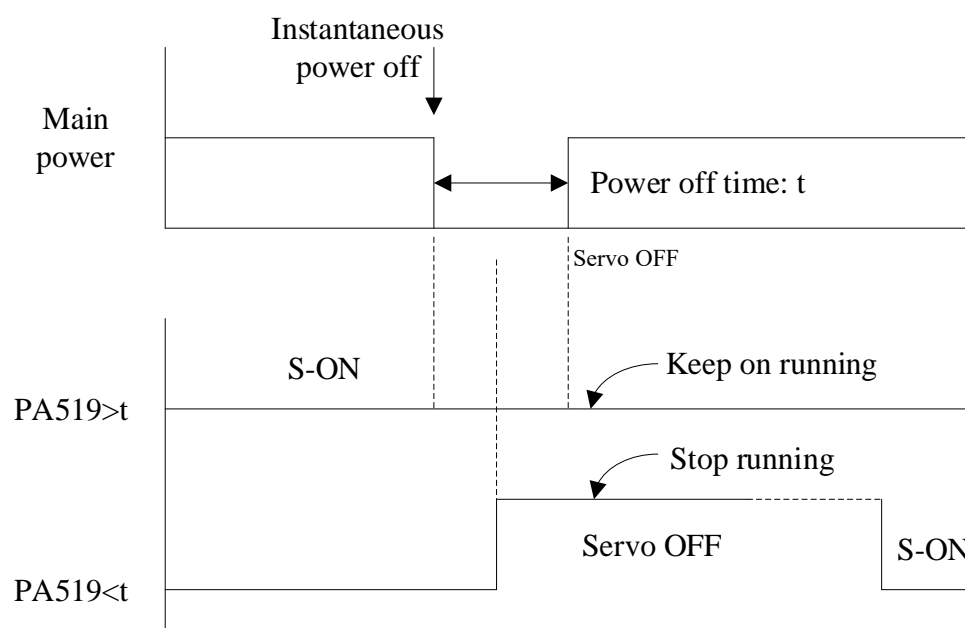 Instantaneous
power off
Main
power
Power off time: t
Servo OFF
S-ON
Keep on running
PA519>t
Stop running
Servo OFF
S-ON
PA519<t